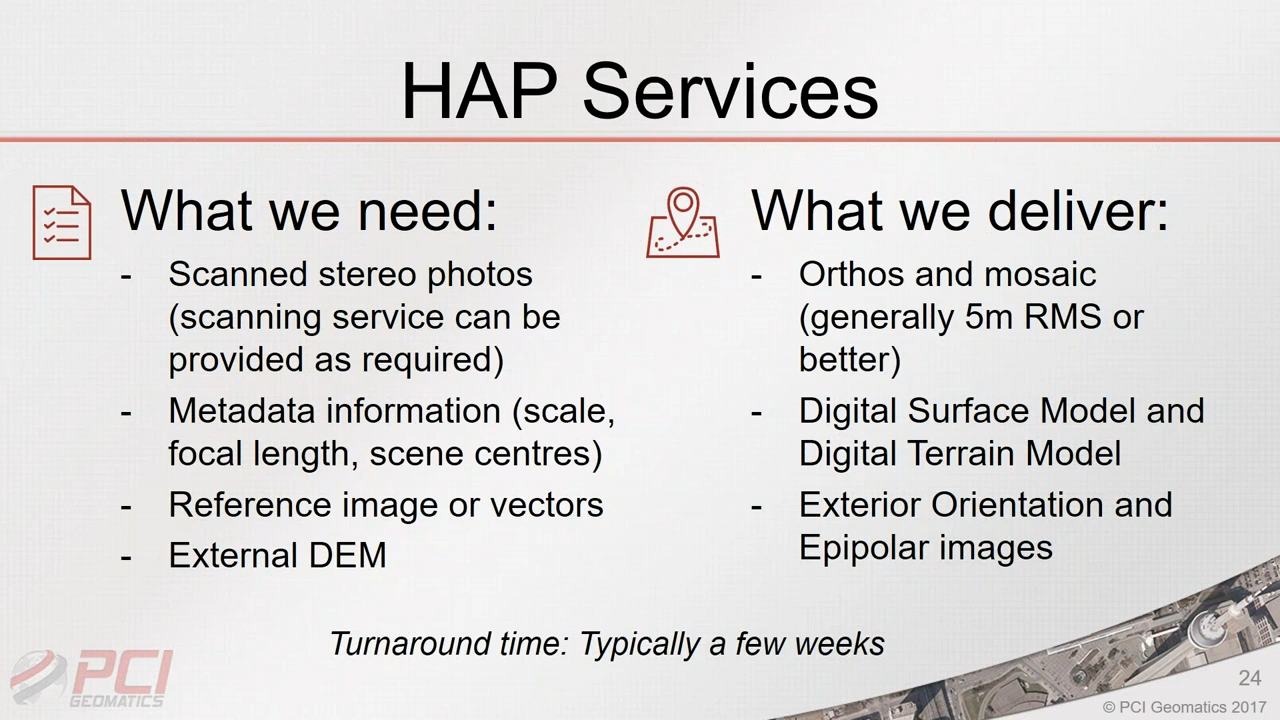 HAP Services
What we need:
- Scanned stereo photos
(scanning service can be
provided as required)
- Metadata information (scale,
focal length, scene centres)
- Reference image or vectors
- External DEM
What we deliver:
- Orthos and mosaic
(generally 5m RMS or
better)
- Digital Surface Model and
Digital Terrain Model
- Exterior Orientation and
Epipolar images
Turnaround time: Typically a few weeks
PCI
GEOMATICS
24
© PCI Geomatics 2017